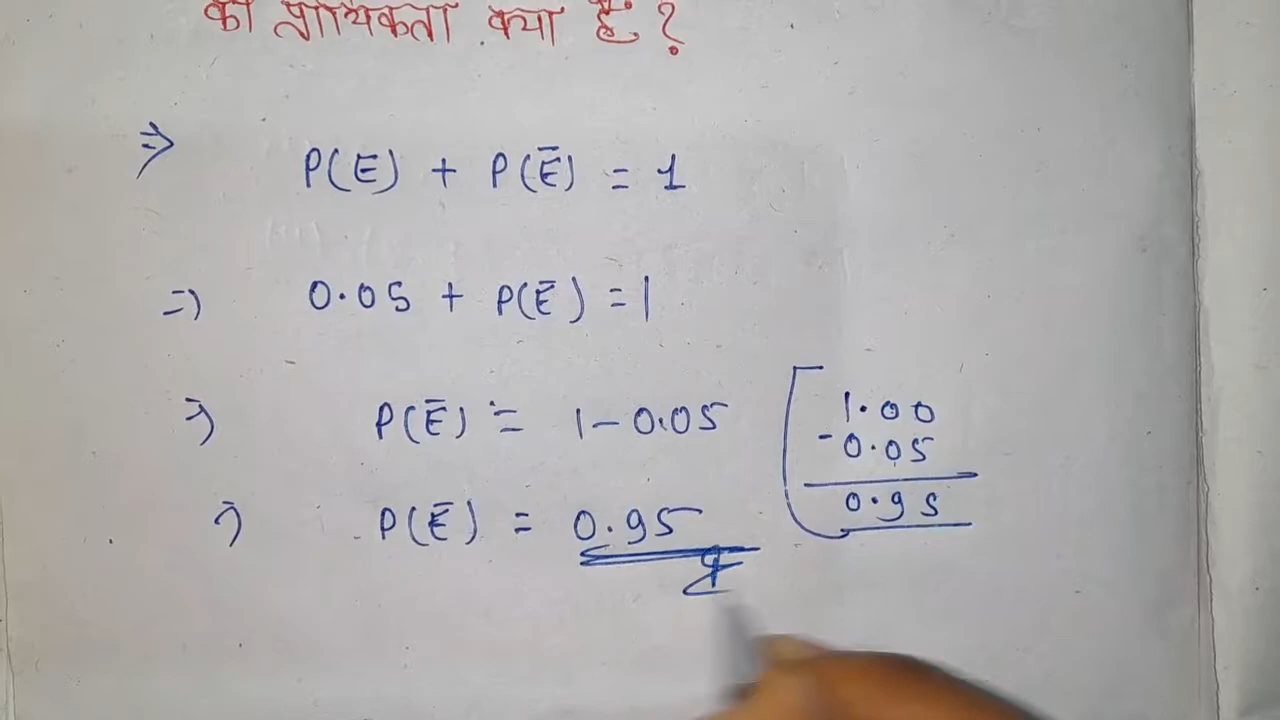 की प्रायिकता क्या है ?
⇒ P(E) + P(Ē) = 1
⇒ 0.05 + P(Ē) = 1
⇒ P(Ē) = 1 - 0.05
1.00
-0.05
0.95
⇒ P(Ē) = 0.95